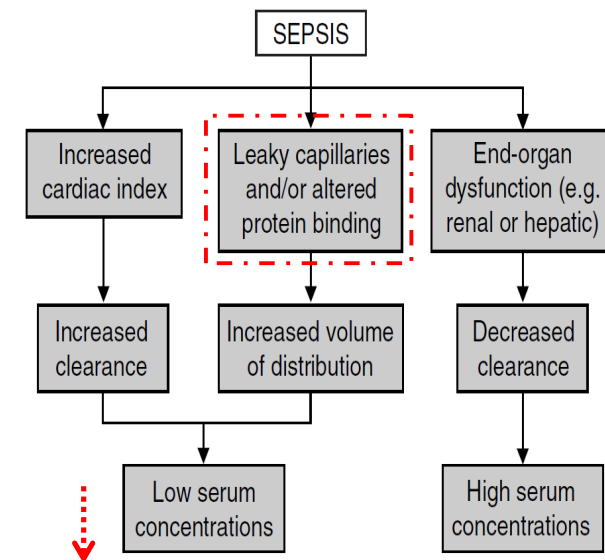 SEPSIS
Increased
cardiac index
Leaky capillaries
and/or altered
protein binding
End-organ
dysfunction (e.g.
renal or hepatic)
Increased
clearance
Increased volume
of distribution
Decreased
clearance
Low serum
concentrations
High serum
concentrations